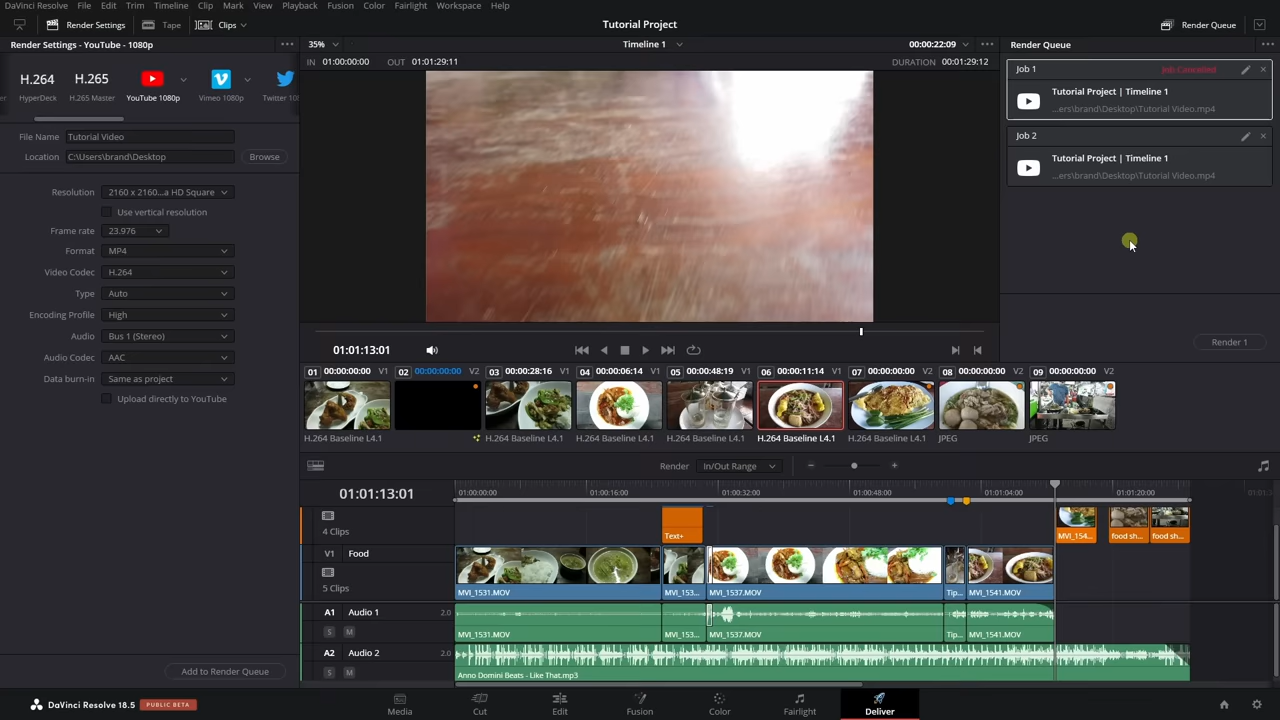 DaVinci Resolve File Edit Trim Timeline Clip Mark View Playback Fusion Color Fairlight Workspace Help
Render Settings Tape Clips Tutorial Project Render Queue
Render Settings - YouTube - 1080p 35% Timeline 1 00:00:22:09 Render Queue
IN 01:00:00:00 OUT 01:01:29:11 DURATION 00:01:29:12
H.264 H.265
HyperDeck H.265 Master YouTube 1080p Vimeo 1080p Twitter 10
Job 1 Job Cancelled
Tutorial Project | Timeline 1
...ers\brand\Desktop\Tutorial Video.mp4
Job 2
Tutorial Project | Timeline 1
...ers\brand\Desktop\Tutorial Video.mp4
File Name Tutorial Video
Location C:\Users\brand\Desktop Browse
Resolution 2160 x 2160...a HD Square
Use vertical resolution
Frame rate 23.976
Format MP4
Video Codec H.264
Type Auto
Encoding Profile High
Audio Bus 1 (Stereo)
Audio Codec AAC
Data burn-in Same as project
Upload directly to YouTube
01:01:13:01 Render 1
01 00:00:00:00 V1 02 00:00:00:00 V2 03 00:00:28:16 V1 04 00:00:06:14 V1 05 00:00:48:19 V1 06 00:00:11:14 V1 07 00:00:00:00 V2 08 00:00:00:00 V2 09 00:00:00:00 V2
H.264 Baseline L4.1 H.264 Baseline L4.1 H.264 Baseline L4.1 H.264 Baseline L4.1 H.264 Baseline L4.1 H.264 Baseline L4.1 JPEG JPEG
Render In/Out Range
01:01:13:01 01:00:00:00 01:00:16:00 01:00:32:00 01:00:48:00 01:01:04:00 01:01:20:00
4 Clips Text+ MVI_154... food sh... food sh...
V1 Food
5 Clips MVI_1531.MOV MVI_153... MVI_1537.MOV Tip... MVI_1541.MOV
A1 Audio 1 2.0
S M MVI_1531.MOV MVI_153... MVI_1537.MOV Tip... MVI_1541.MOV
A2 Audio 2 2.0
S M Anno Domini Beats - Like That.mp3
Add to Render Queue
DaVinci Resolve 18.5 PUBLIC BETA Media Cut Edit Fusion Color Fairlight Deliver